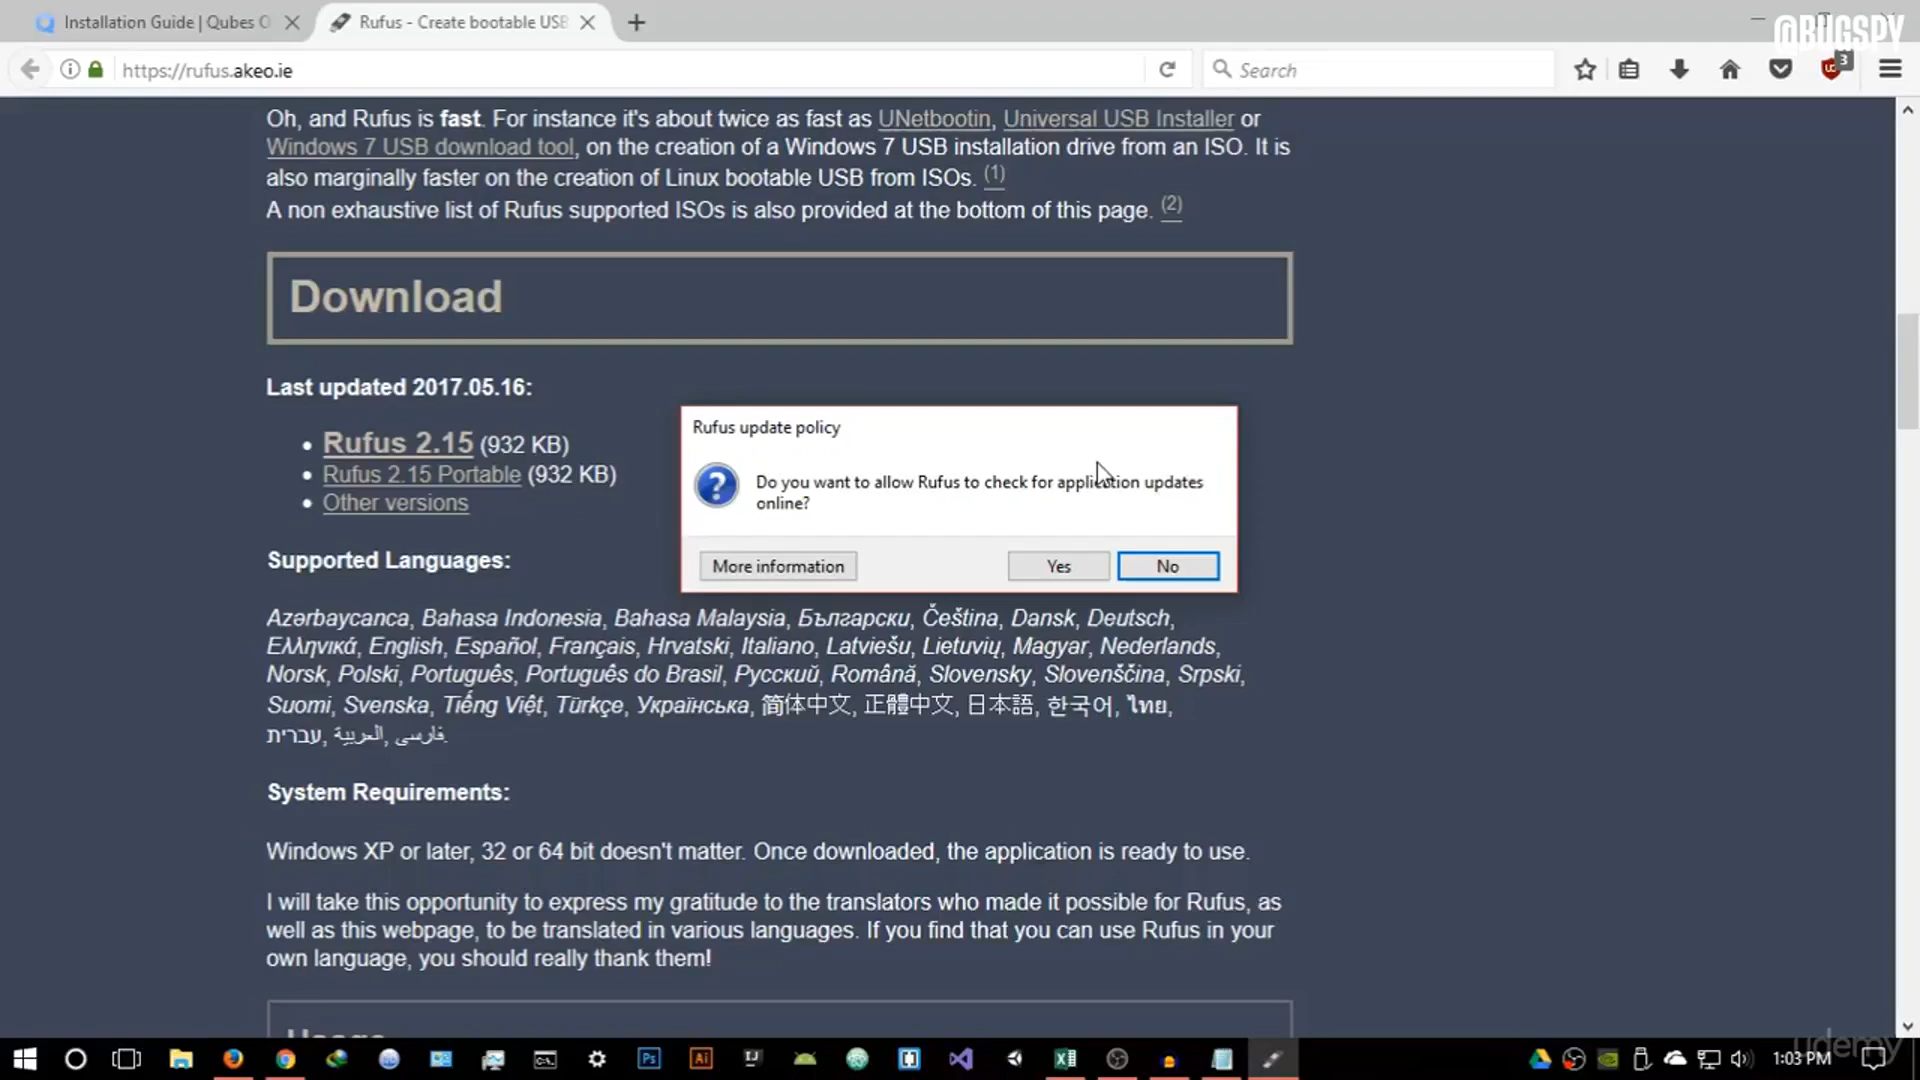 Installation Guide | Qubes O
Rufus - Create bootable USB
@BUGSPY
https://rufus.akeo.ie
Search
3
Oh, and Rufus is fast. For instance it's about twice as fast as UNetbootin, Universal USB Installer or
Windows 7 USB download tool, on the creation of a Windows 7 USB installation drive from an ISO. It is
also marginally faster on the creation of Linux bootable USB from ISOs. (1)
A non exhaustive list of Rufus supported ISOs is also provided at the bottom of this page. (2)
Download
Last updated 2017.05.16:
Rufus 2.15 (932 KB)
Rufus 2.15 Portable (932 KB)
Other versions
Rufus update policy
Do you want to allow Rufus to check for application updates
online?
More information
Yes
No
Supported Languages:
Azərbaycanca, Bahasa Indonesia, Bahasa Malaysia, Български, Čeština, Dansk, Deutsch,
Ελληνικά, English, Español, Français, Hrvatski, Italiano, Latviešu, Lietuvių, Magyar, Nederlands,
Norsk, Polski, Português, Português do Brasil, Русский, Română, Slovensky, Slovenščina, Srpski,
Suomi, Svenska, Tiếng Việt, Türkçe, Українська, 简体中文, 正體中文, 日本語, 한국어, ไทย,
עברית, العربية, فارسی.
System Requirements:
Windows XP or later, 32 or 64 bit doesn't matter. Once downloaded, the application is ready to use.
I will take this opportunity to express my gratitude to the translators who made it possible for Rufus, as
well as this webpage, to be translated in various languages. If you find that you can use Rufus in your
own language, you should really thank them!
Usage
Ps
Ai
IJ
udemy
1:03 PM